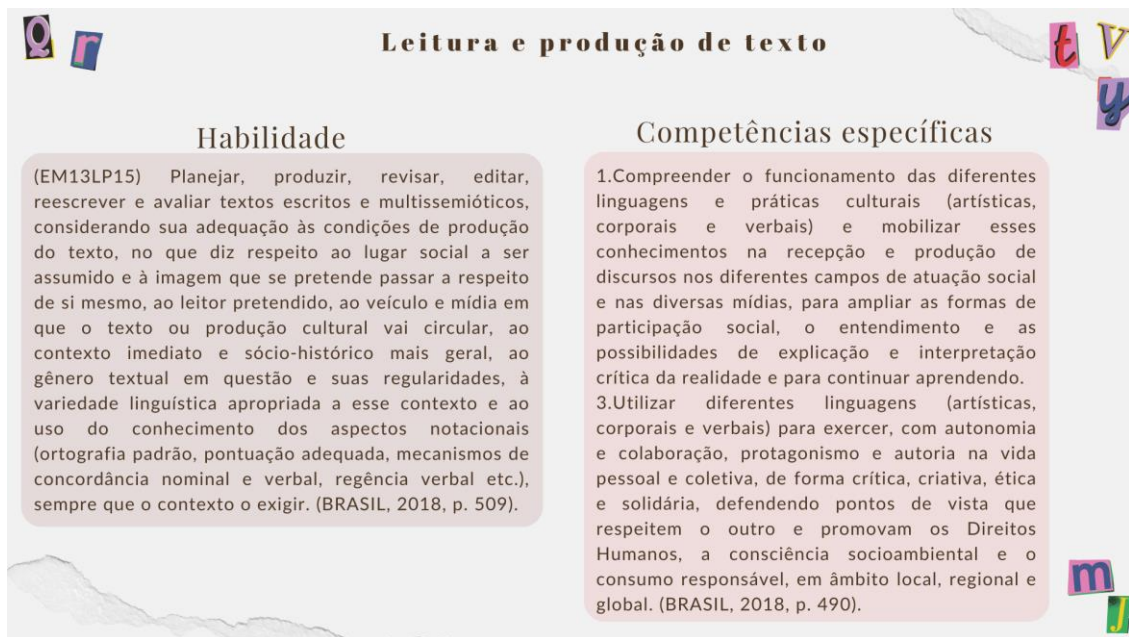 Q
r
Leitura e produção de texto
t
V
y
Habilidade
(EM13LP15) Planejar, produzir, revisar, editar,
reescrever e avaliar textos escritos e multissemióticos,
considerando sua adequação às condições de produção
do texto, no que diz respeito ao lugar social a ser
assumido e à imagem que se pretende passar a respeito
de si mesmo, ao leitor pretendido, ao veículo e mídia em
que o texto ou produção cultural vai circular, ao
contexto imediato e sócio-histórico mais geral, ao
gênero textual em questão e suas regularidades, à
variedade linguística apropriada a esse contexto e ao
uso do conhecimento dos aspectos notacionais
(ortografia padrão, pontuação adequada, mecanismos de
concordância nominal e verbal, regência verbal etc.),
sempre que o contexto o exigir. (BRASIL, 2018, p. 509).
Competências específicas
1.Compreender o funcionamento das diferentes
linguagens e práticas culturais (artísticas,
corporais e verbais) e mobilizar esses
conhecimentos na recepção e produção de
discursos nos diferentes campos de atuação social
e nas diversas mídias, para ampliar as formas de
participação social, o entendimento e as
possibilidades de explicação e interpretação
crítica da realidade e para continuar aprendendo.
3.Utilizar diferentes linguagens (artísticas,
corporais e verbais) para exercer, com autonomia
e colaboração, protagonismo e autoria na vida
pessoal e coletiva, de forma crítica, criativa, ética
e solidária, defendendo pontos de vista que
respeitem o outro e promovam os Direitos
Humanos, a consciência socioambiental e o
consumo responsável, em âmbito local, regional e
global. (BRASIL, 2018, p. 490).
m
J